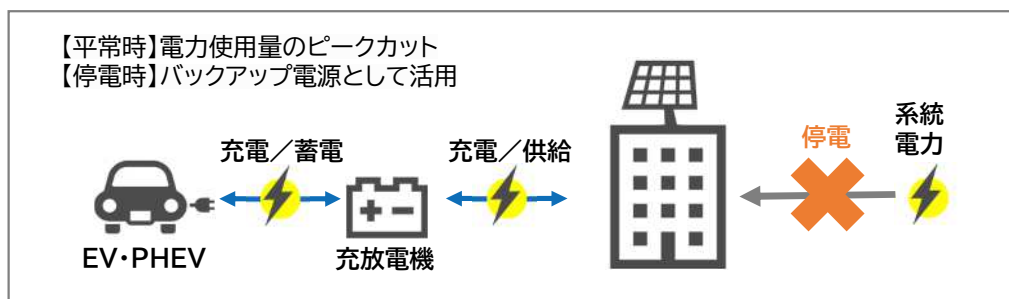 【平常時】電力使用量のピークカット
【停電時】バックアップ電源として活用
充電／蓄電
充電／供給
停電
系統
電力
EV・PHEV
充放電機